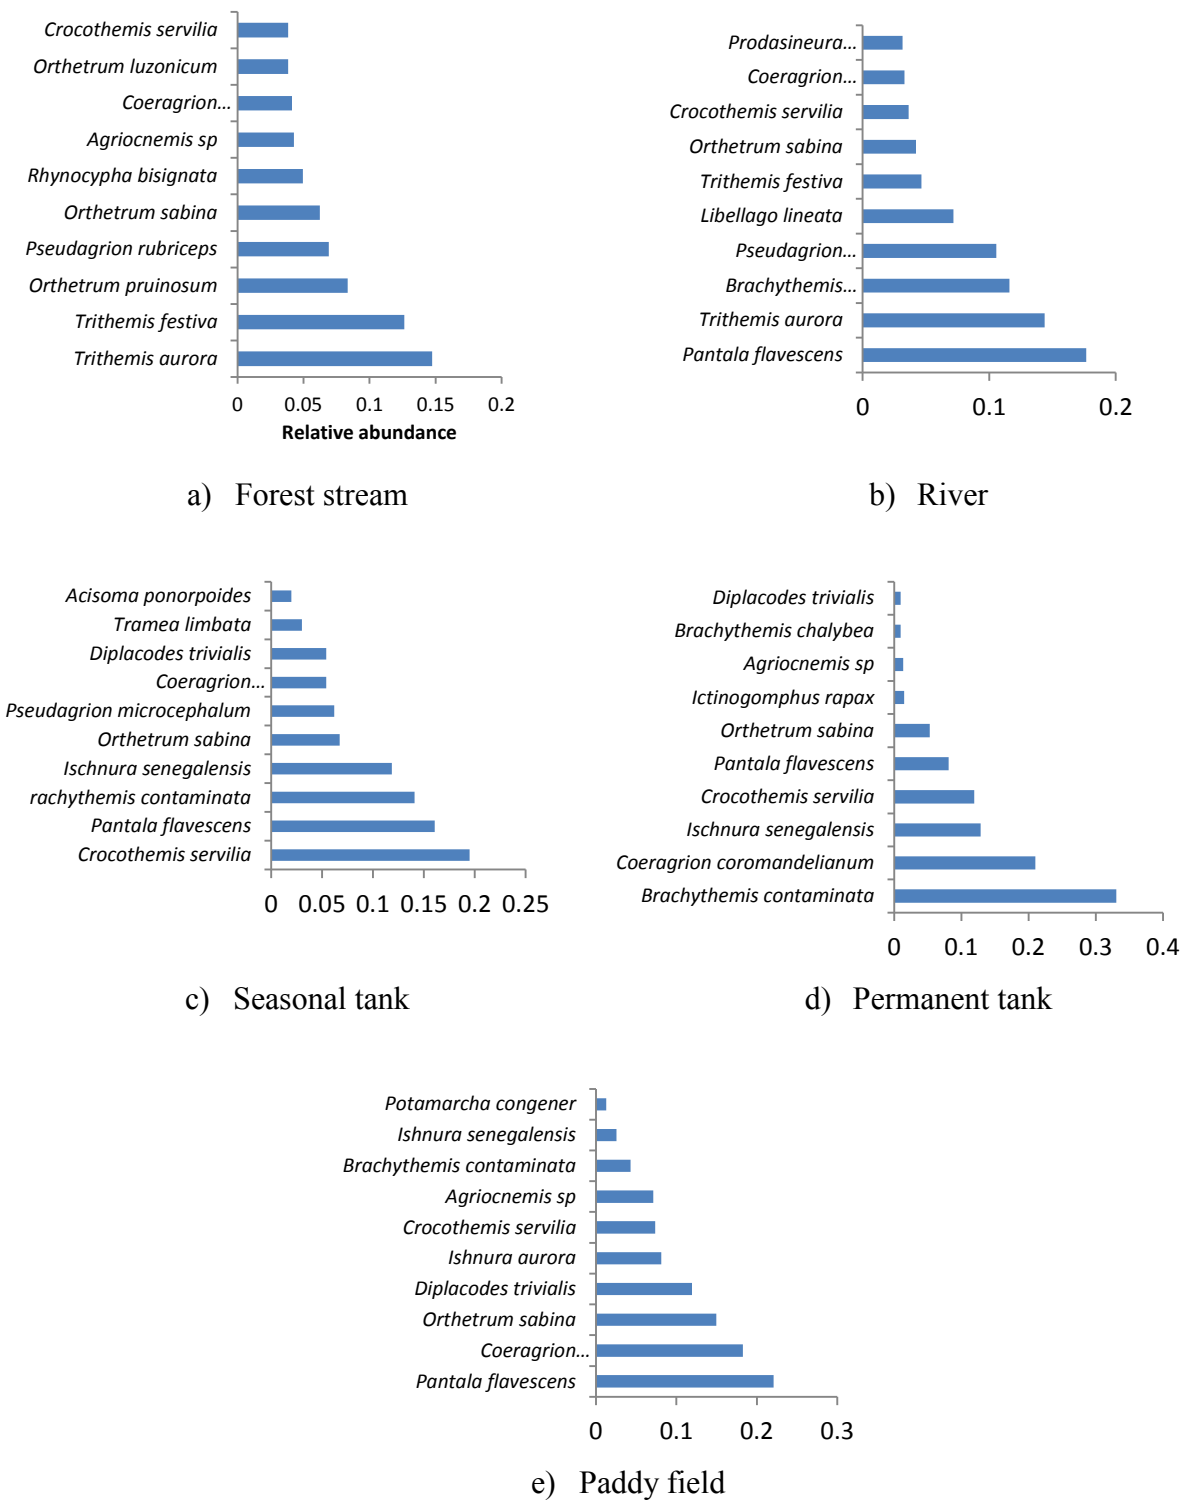 Crocothemis servilia
Orthetrum luzonicum
Coeragrion...
Agriocnemis sp
Rhynocypha bisignata
Orthetrum sabina
Pseudagrion rubriceps
Orthetrum pruinosum
Trithemis festiva
Trithemis aurora
0 0.05 0.1 0.15 0.2
Relative abundance
a) Forest stream
Prodasineura...
Coeragrion...
Crocothemis servilia
Orthetrum sabina
Trithemis festiva
Libellago lineata
Pseudagrion...
Brachythemis...
Trithemis aurora
Pantala flavescens
0 0.1 0.2
b) River
Acisoma ponorpoides
Tramea limbata
Diplacodes trivialis
Coeragrion...
Pseudagrion microcephalum
Orthetrum sabina
Ischnura senegalensis
rachythemis contaminata
Pantala flavescens
Crocothemis servilia
0 0.05 0.1 0.15 0.2 0.25
c) Seasonal tank
Diplacodes trivialis
Brachythemis chalybea
Agriocnemis sp
Ictinogomphus rapax
Orthetrum sabina
Pantala flavescens
Crocothemis servilia
Ischnura senegalensis
Coeragrion coromandelianum
Brachythemis contaminata
0 0.1 0.2 0.3 0.4
d) Permanent tank
Potamarcha congener
Ishnura senegalensis
Brachythemis contaminata
Agriocnemis sp
Crocothemis servilia
Ishnura aurora
Diplacodes trivialis
Orthetrum sabina
Coeragrion...
Pantala flavescens
0 0.1 0.2 0.3
e) Paddy field